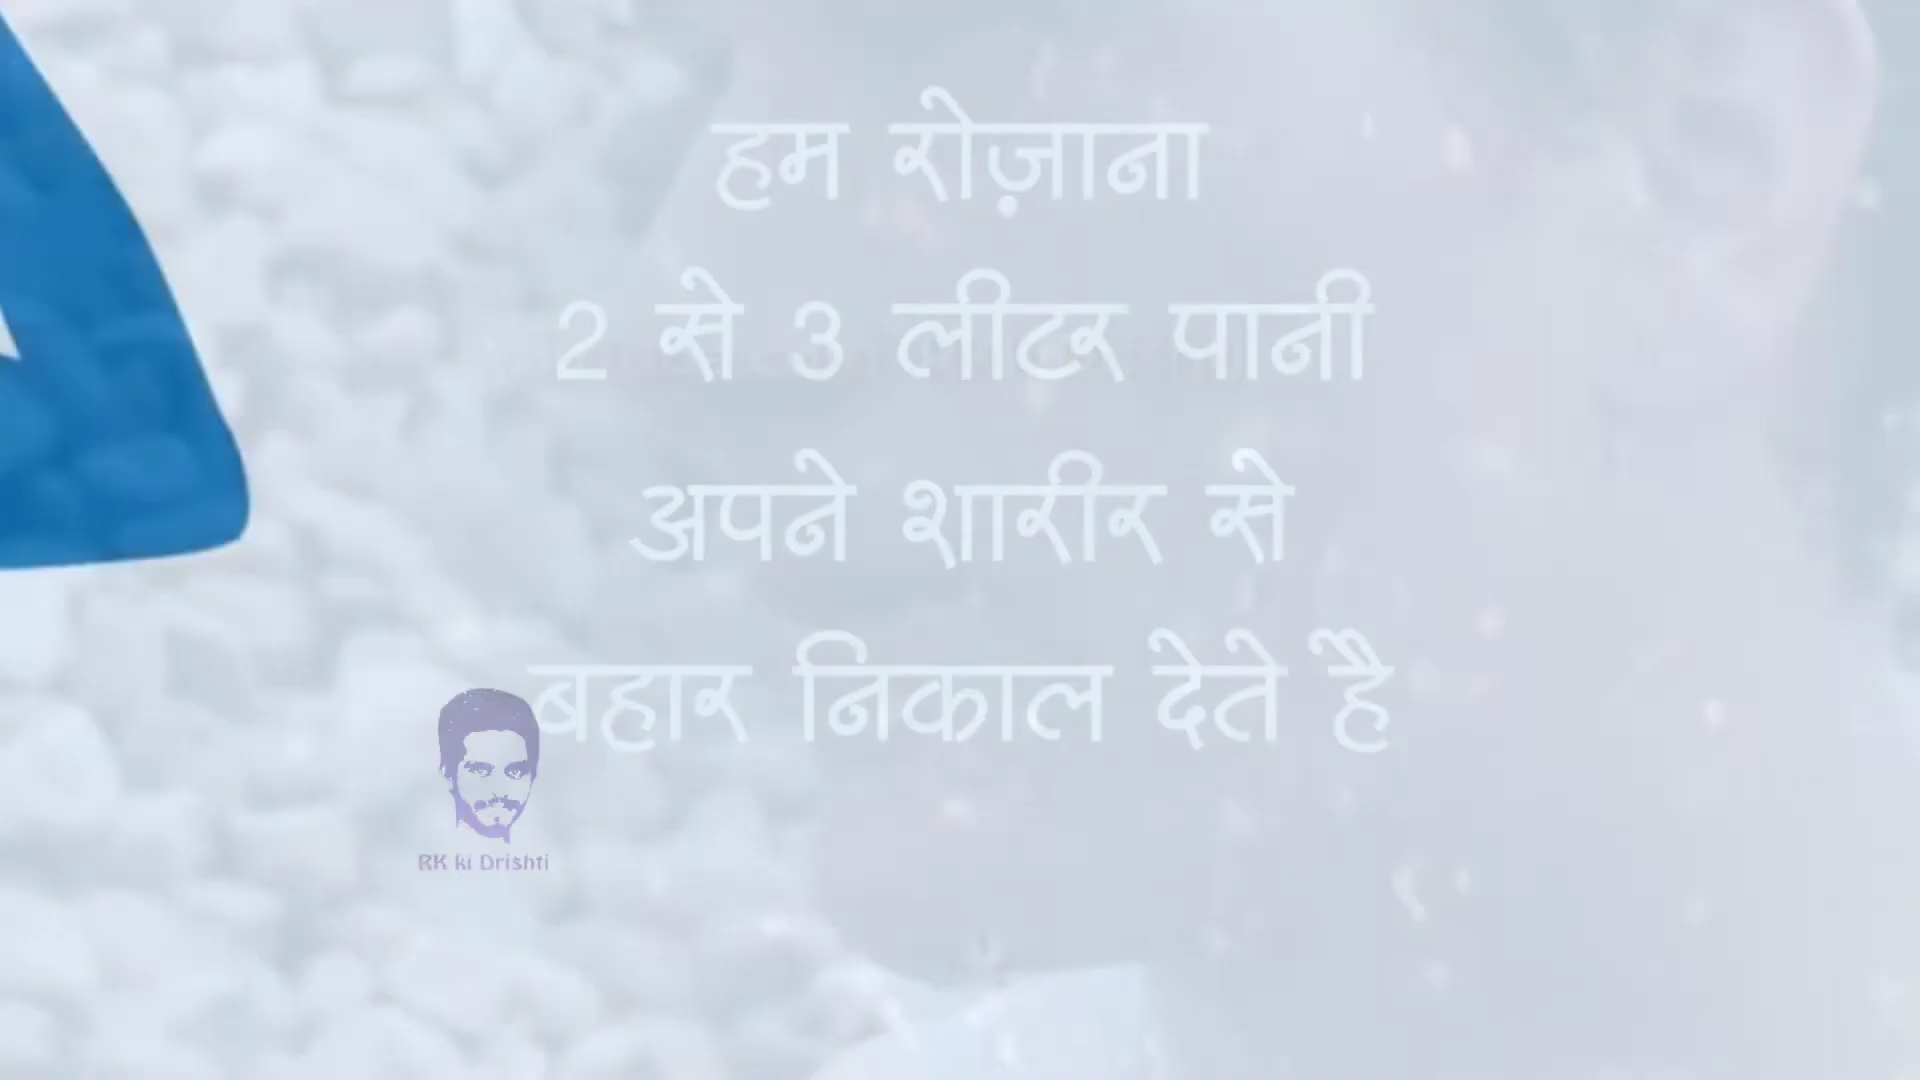 हम रोज़ाना
2 से 3 लीटर पानी
अपने शारीर से
बहार निकाल देते है
RK ki Drishti